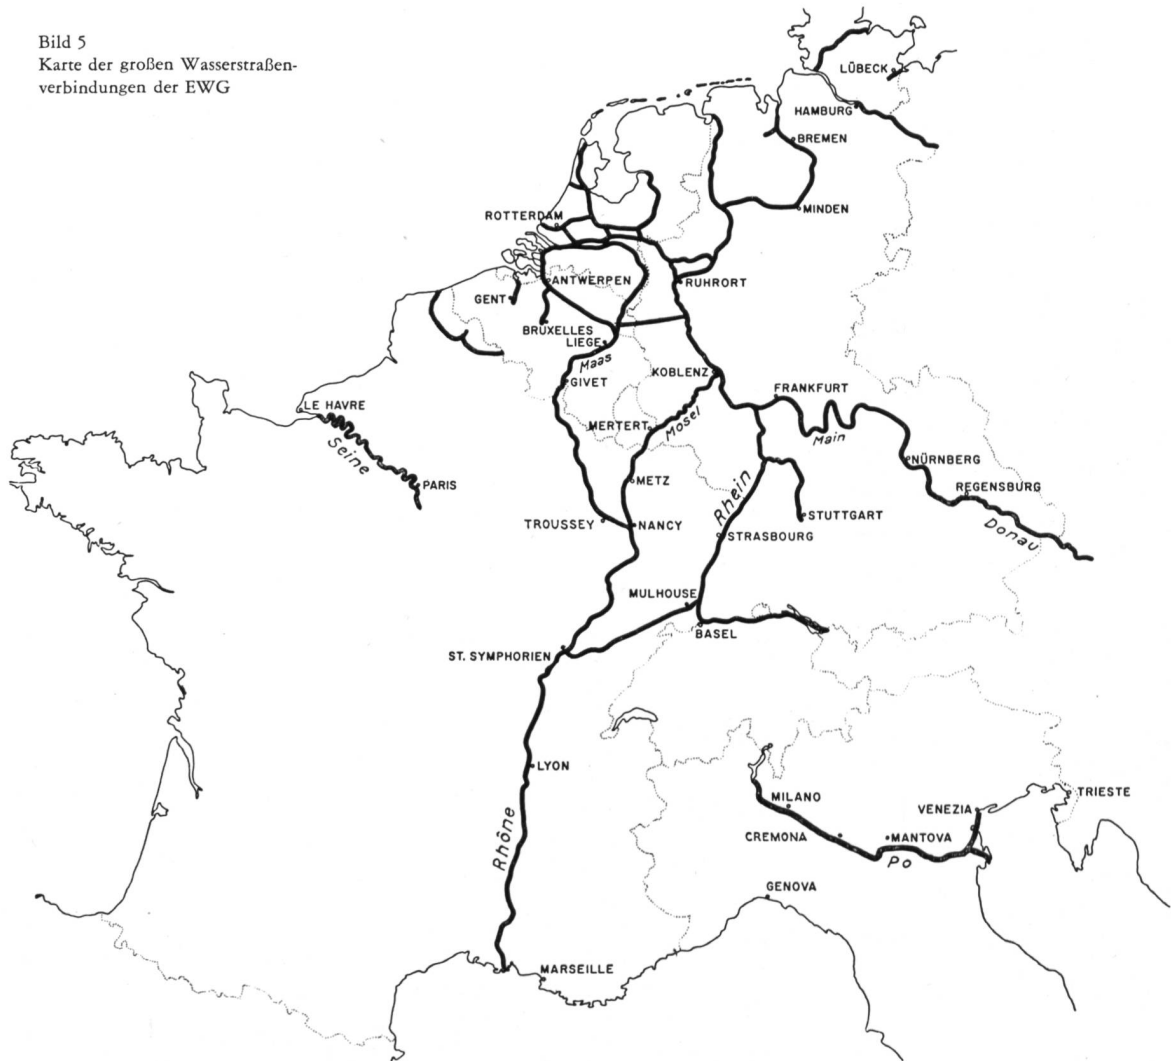 Bild 5
Karte der großen Wasserstraßen-
verbindungen der EWG
LÜBECK
HAMBURG
BREMEN
MINDEN
ROTTERDAM
ANTWERPEN
RUHRORT
GENT
BRUXELLES
LIEGE
Maas
GIVET
KOBLENZ
FRANKFURT
LE HAVRE
Seine
PARIS
MERTERT
Mosel
Main
METZ
NÜRNBERG
REGENSBURG
Donau
TROUSSEY
NANCY
Rhein
STUTTGART
STRASBOURG
MULHOUSE
BASEL
ST. SYMPHORIEN
LYON
Rhône
MILANO
VENEZIA
TRIESTE
CREMONA
MANTOVA
Po
GENOVA
MARSEILLE